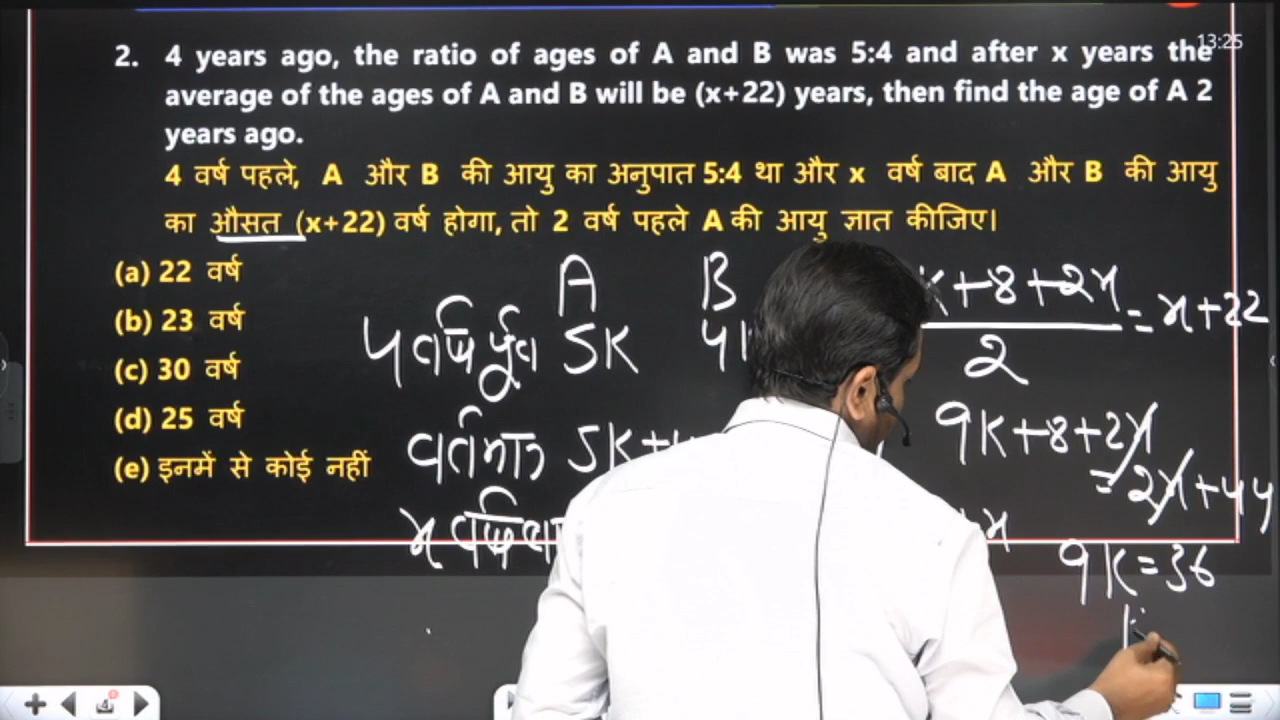 13:25
2. 4 years ago, the ratio of ages of A and B was 5:4 and after x years the
average of the ages of A and B will be (x+22) years, then find the age of A 2
years ago.
4 वर्ष पहले, A और B की आयु का अनुपात 5:4 था और x वर्ष बाद A और B की आयु
का औसत (x+22) वर्ष होगा, तो 2 वर्ष पहले A की आयु ज्ञात कीजिए।
(a) 22 वर्ष
(b) 23 वर्ष
(c) 30 वर्ष
(d) 25 वर्ष
(e) इनमें से कोई नहीं
A B
4 वर्ष पूर्व 5K
वर्तमान 5K+
x वर्ष
K+8+2x
2
= x+22
9K+8+2x
= 2x+44
9K=36